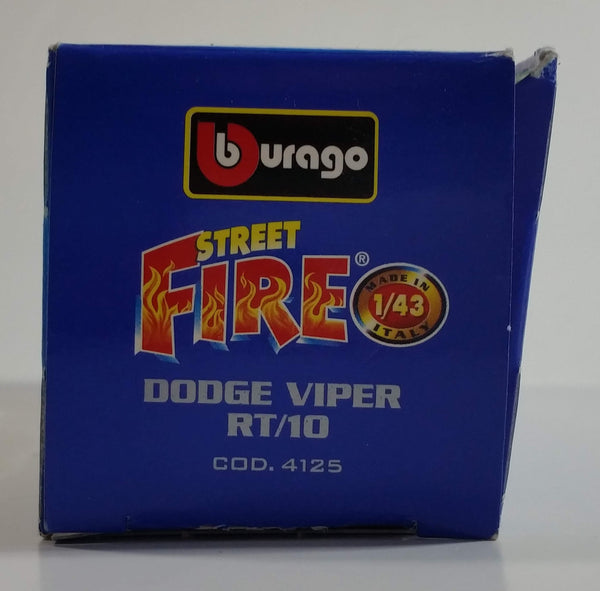 burago
STREET
FIRE®
MADE IN
1/43
ITALY
DODGE VIPER
RT/10
COD. 4125